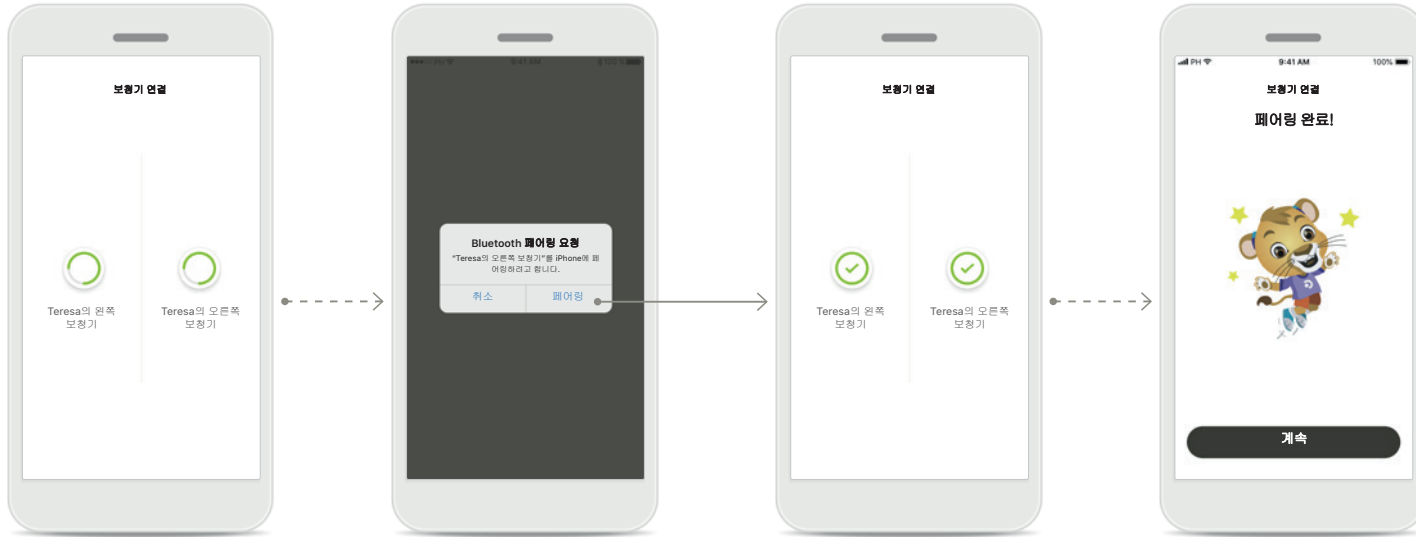 보청기 연결
Teresa의 왼쪽
보청기
Teresa의 오른쪽
보청기
9:41 AM
100 %
Bluetooth 페어링 요청
"Teresa의 오른쪽 보청기"를 iPhone에 페
어링하려고 합니다.
취소
페어링
보청기 연결
Teresa의 왼쪽
보청기
Teresa의 오른쪽
보청기
PH
9:41 AM
100%
보청기 연결
페어링 완료!
계속